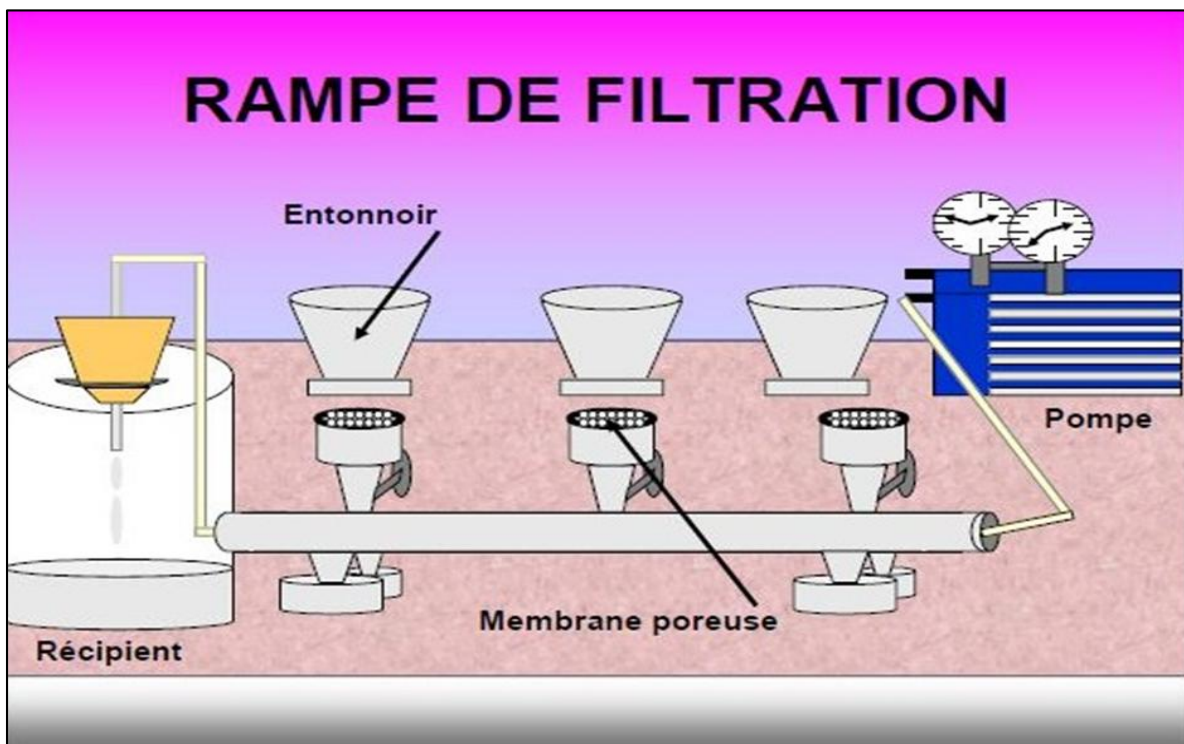 RAMPE DE FILTRATION
Entonnoir
Pompe
Membrane poreuse
Récipient